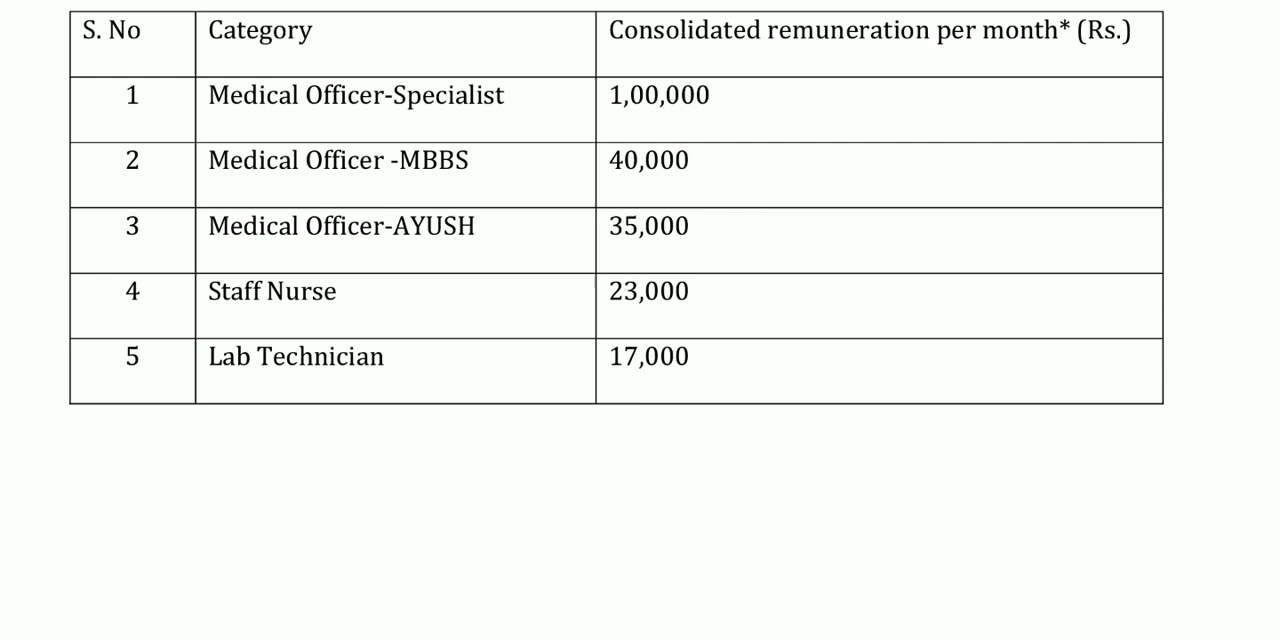 S. No Category Consolidated remuneration per month* (Rs.)
1 Medical Officer-Specialist 1,00,000
2 Medical Officer -MBBS 40,000
3 Medical Officer-AYUSH 35,000
4 Staff Nurse 23,000
5 Lab Technician 17,000